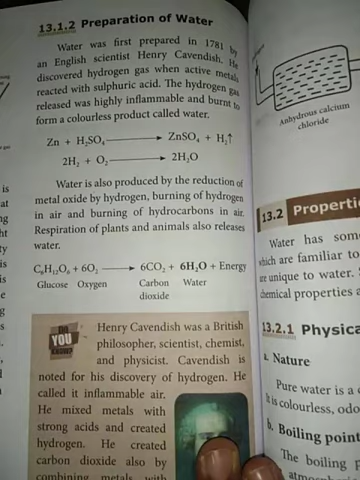 13.1.2 Preparation of Water
Water was first prepared in 1781 by
an English scientist Henry Cavendish. He
discovered hydrogen gas when active metals
reacted with sulphuric acid. The hydrogen gas
released was highly inflammable and burnt to
form a colourless product called water.
Zn + H₂SO₄ → ZnSO₄ + H₂↑
2H₂ + O₂ → 2H₂O
Water is also produced by the reduction of
metal oxide by hydrogen, burning of hydrogen
in air and burning of hydrocarbons in air.
Respiration of plants and animals also releases
water.
C₆H₁₂O₆ + 6O₂ → 6CO₂ + 6H₂O + Energy
Glucose Oxygen Carbon Water
dioxide
DO
YOU
KNOW?
Henry Cavendish was a British
philosopher, scientist, chemist,
and physicist. Cavendish is
noted for his discovery of hydrogen. He
called it inflammable air.
He mixed metals with
strong acids and created
hydrogen. He created
carbon dioxide also by
combining metals with
Anhydrous calcium
chloride
13.2 Properti
Water has som
which are familiar to
are unique to water.
chemical properties a
13.2.1 Physica
a. Nature
Pure water is a
It is colourless, odo
b. Boiling point
The boiling p
atmospheric